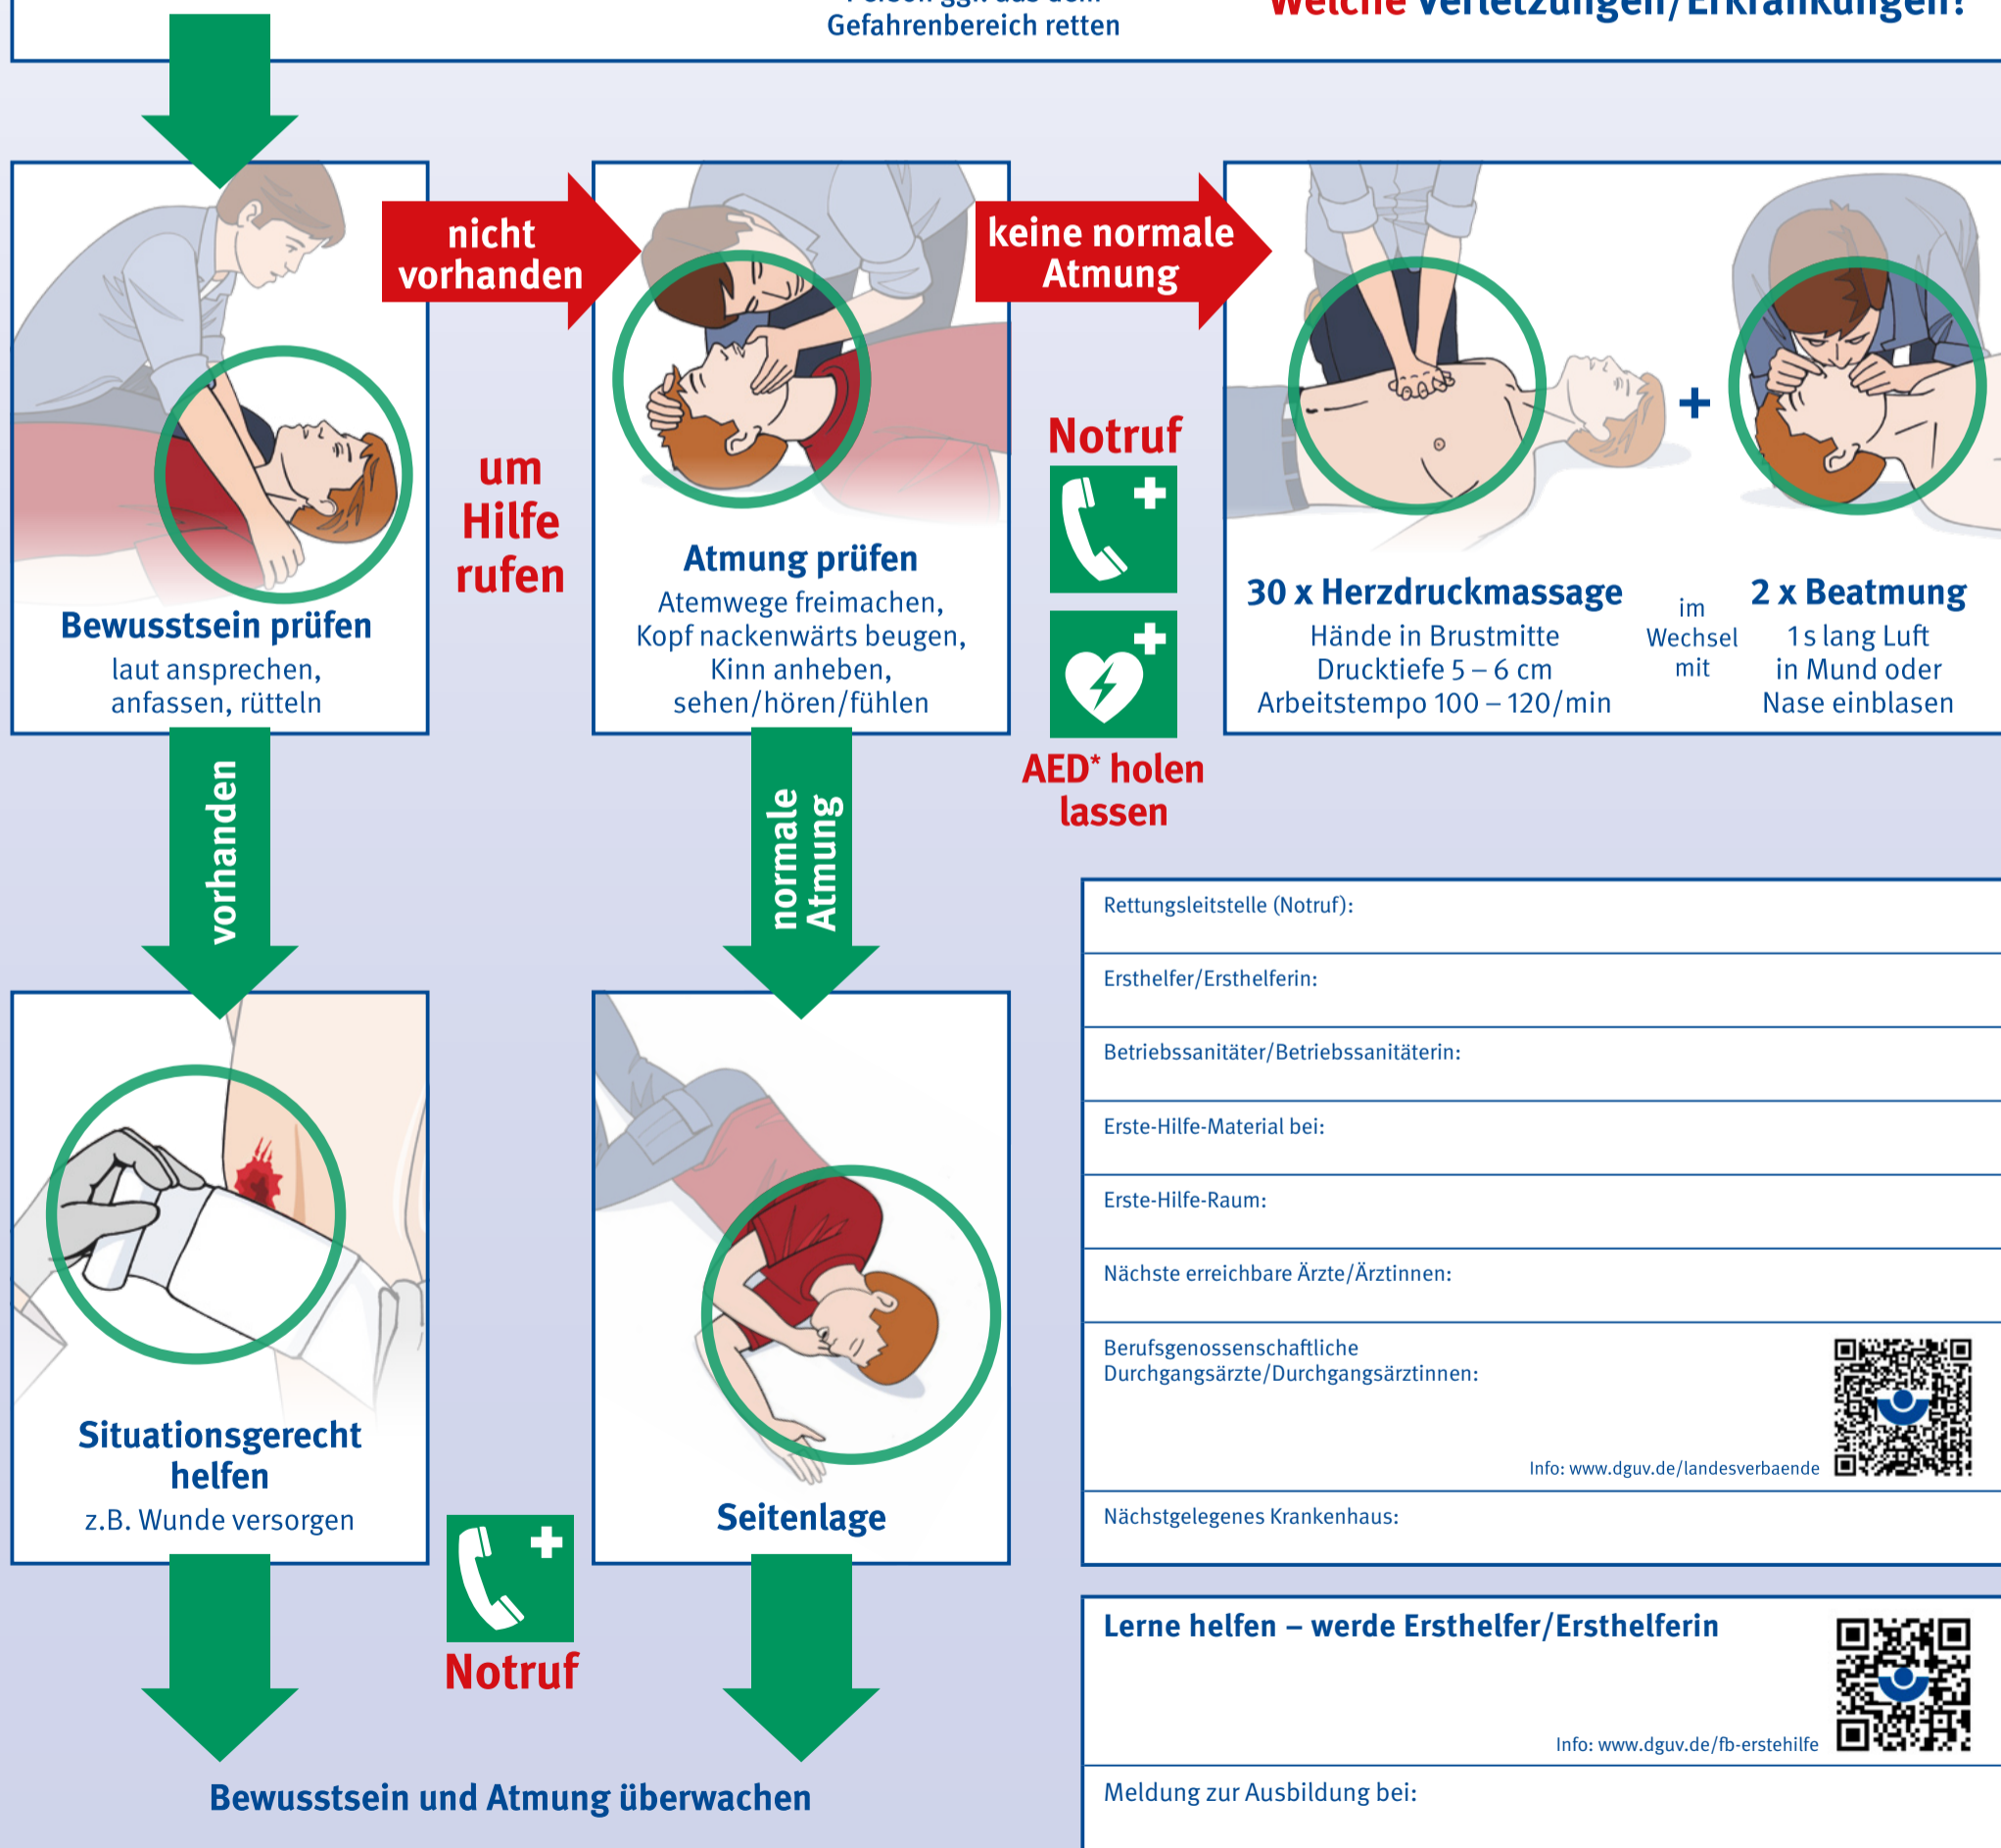 Gefahrenbereich retten
Welche Verletzungen/Erkrankungen?
nicht
vorhanden
keine normale
Atmung
um
Hilfe
rufen
Notruf
AED* holen
lassen
Bewusstsein prüfen
laut ansprechen,
anfassen, rütteln
Atmung prüfen
Atemwege freimachen,
Kopf nackenwärts beugen,
Kinn anheben,
sehen/hören/fühlen
30 x Herzdruckmassage
Hände in Brustmitte
Drucktiefe 5 – 6 cm
Arbeitstempo 100 – 120/min
im
Wechsel
mit
2 x Beatmung
1 s lang Luft
in Mund oder
Nase einblasen
vorhanden
normale
Atmung
Situationsgerecht
helfen
z.B. Wunde versorgen
Notruf
Seitenlage
Bewusstsein und Atmung überwachen
Rettungsleitstelle (Notruf):
Ersthelfer/Ersthelferin:
Betriebssanitäter/Betriebssanitäterin:
Erste-Hilfe-Material bei:
Erste-Hilfe-Raum:
Nächste erreichbare Ärzte/Ärztinnen:
Berufsgenossenschaftliche
Durchgangsärzte/Durchgangsärztinnen:
Info: www.dguv.de/landesverbaende
Nächstgelegenes Krankenhaus:
Lerne helfen – werde Ersthelfer/Ersthelferin
Info: www.dguv.de/fb-erstehilfe
Meldung zur Ausbildung bei: